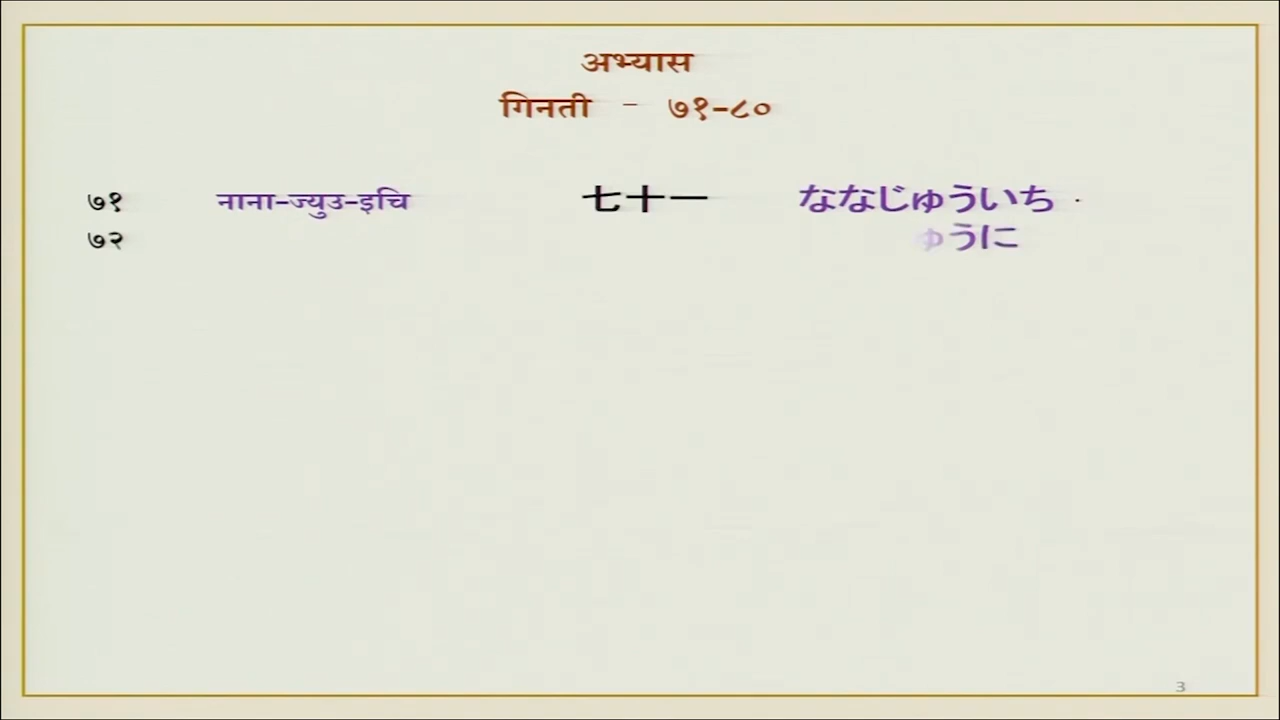 अभ्यास
गिनती - ७१-८०
७१ नाना-ज्युउ-इचि 七十一 ななじゅういち
७२ ゅうに
3